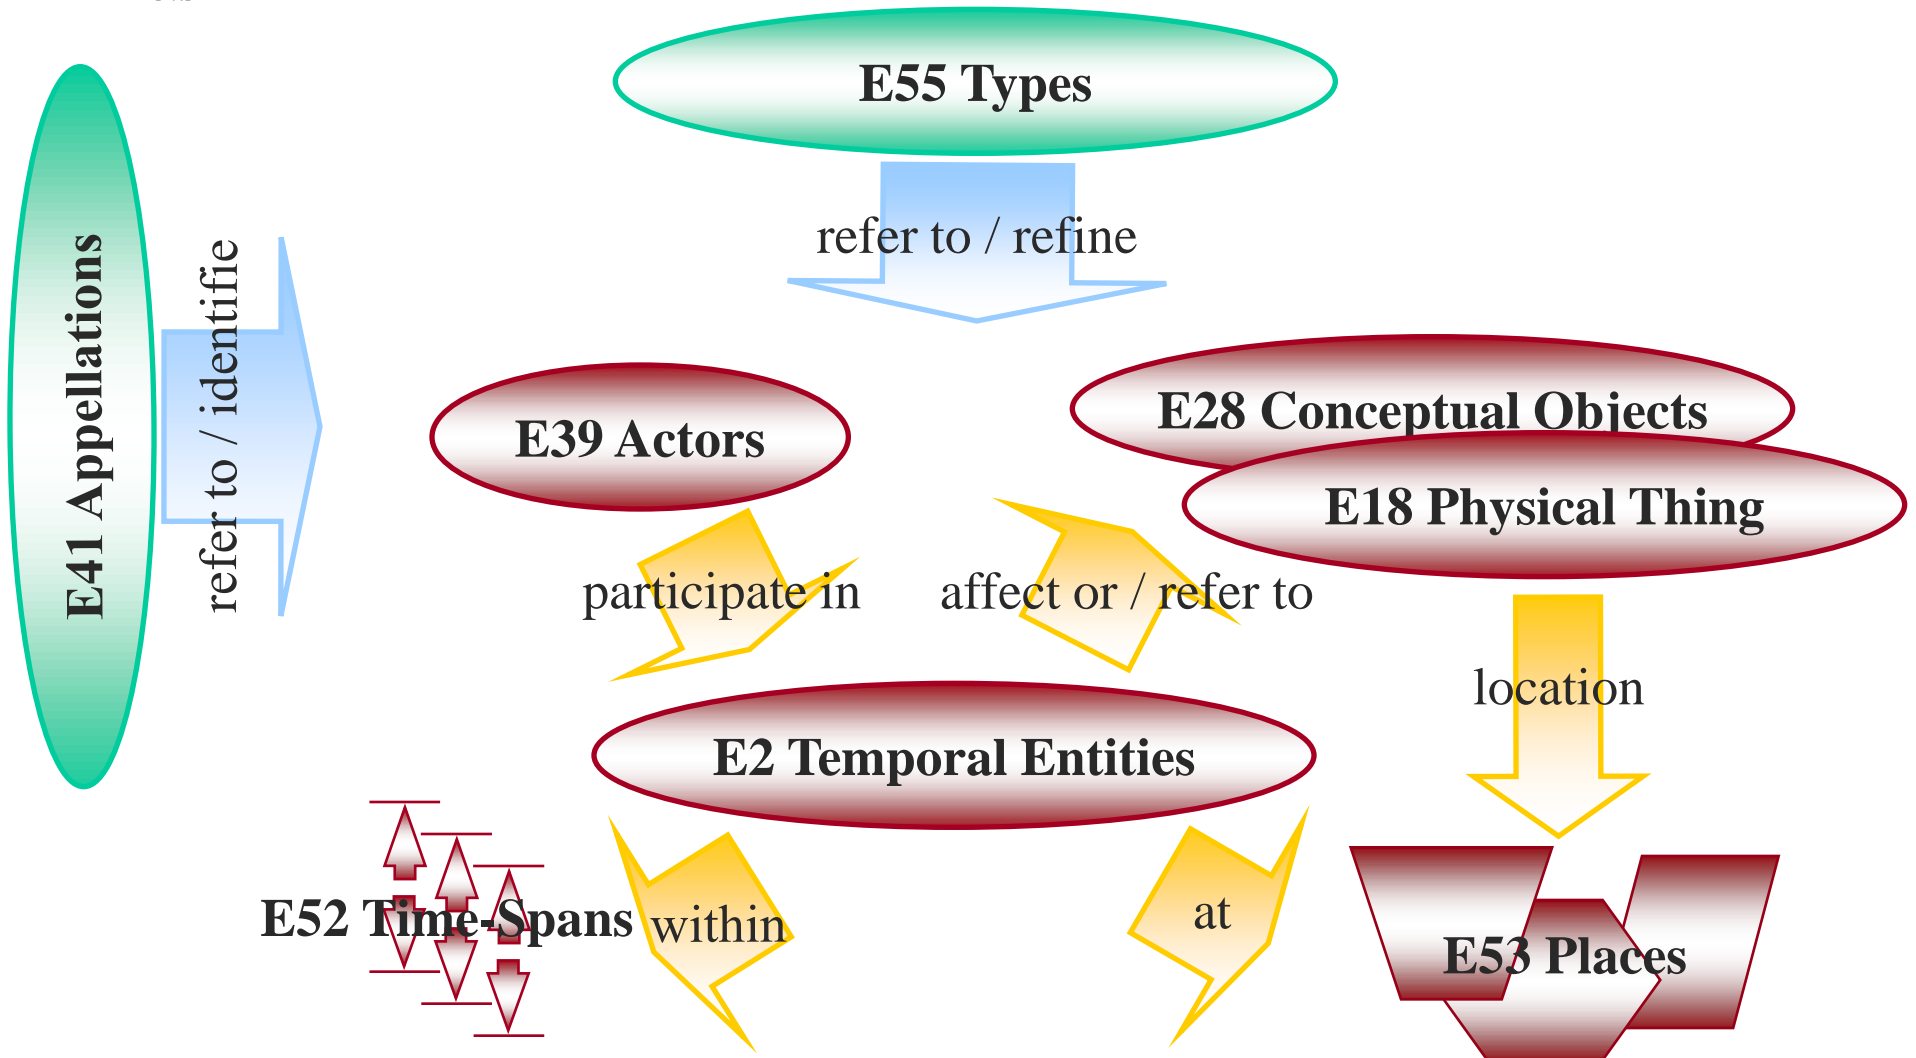 E55 Types
refer to / refine
E41 Appellations
refer to / identifie
E39 Actors
E28 Conceptual Objects
E18 Physical Thing
participate in
affect or / refer to
location
E2 Temporal Entities
E52 Time-Spans
within
at
E53 Places